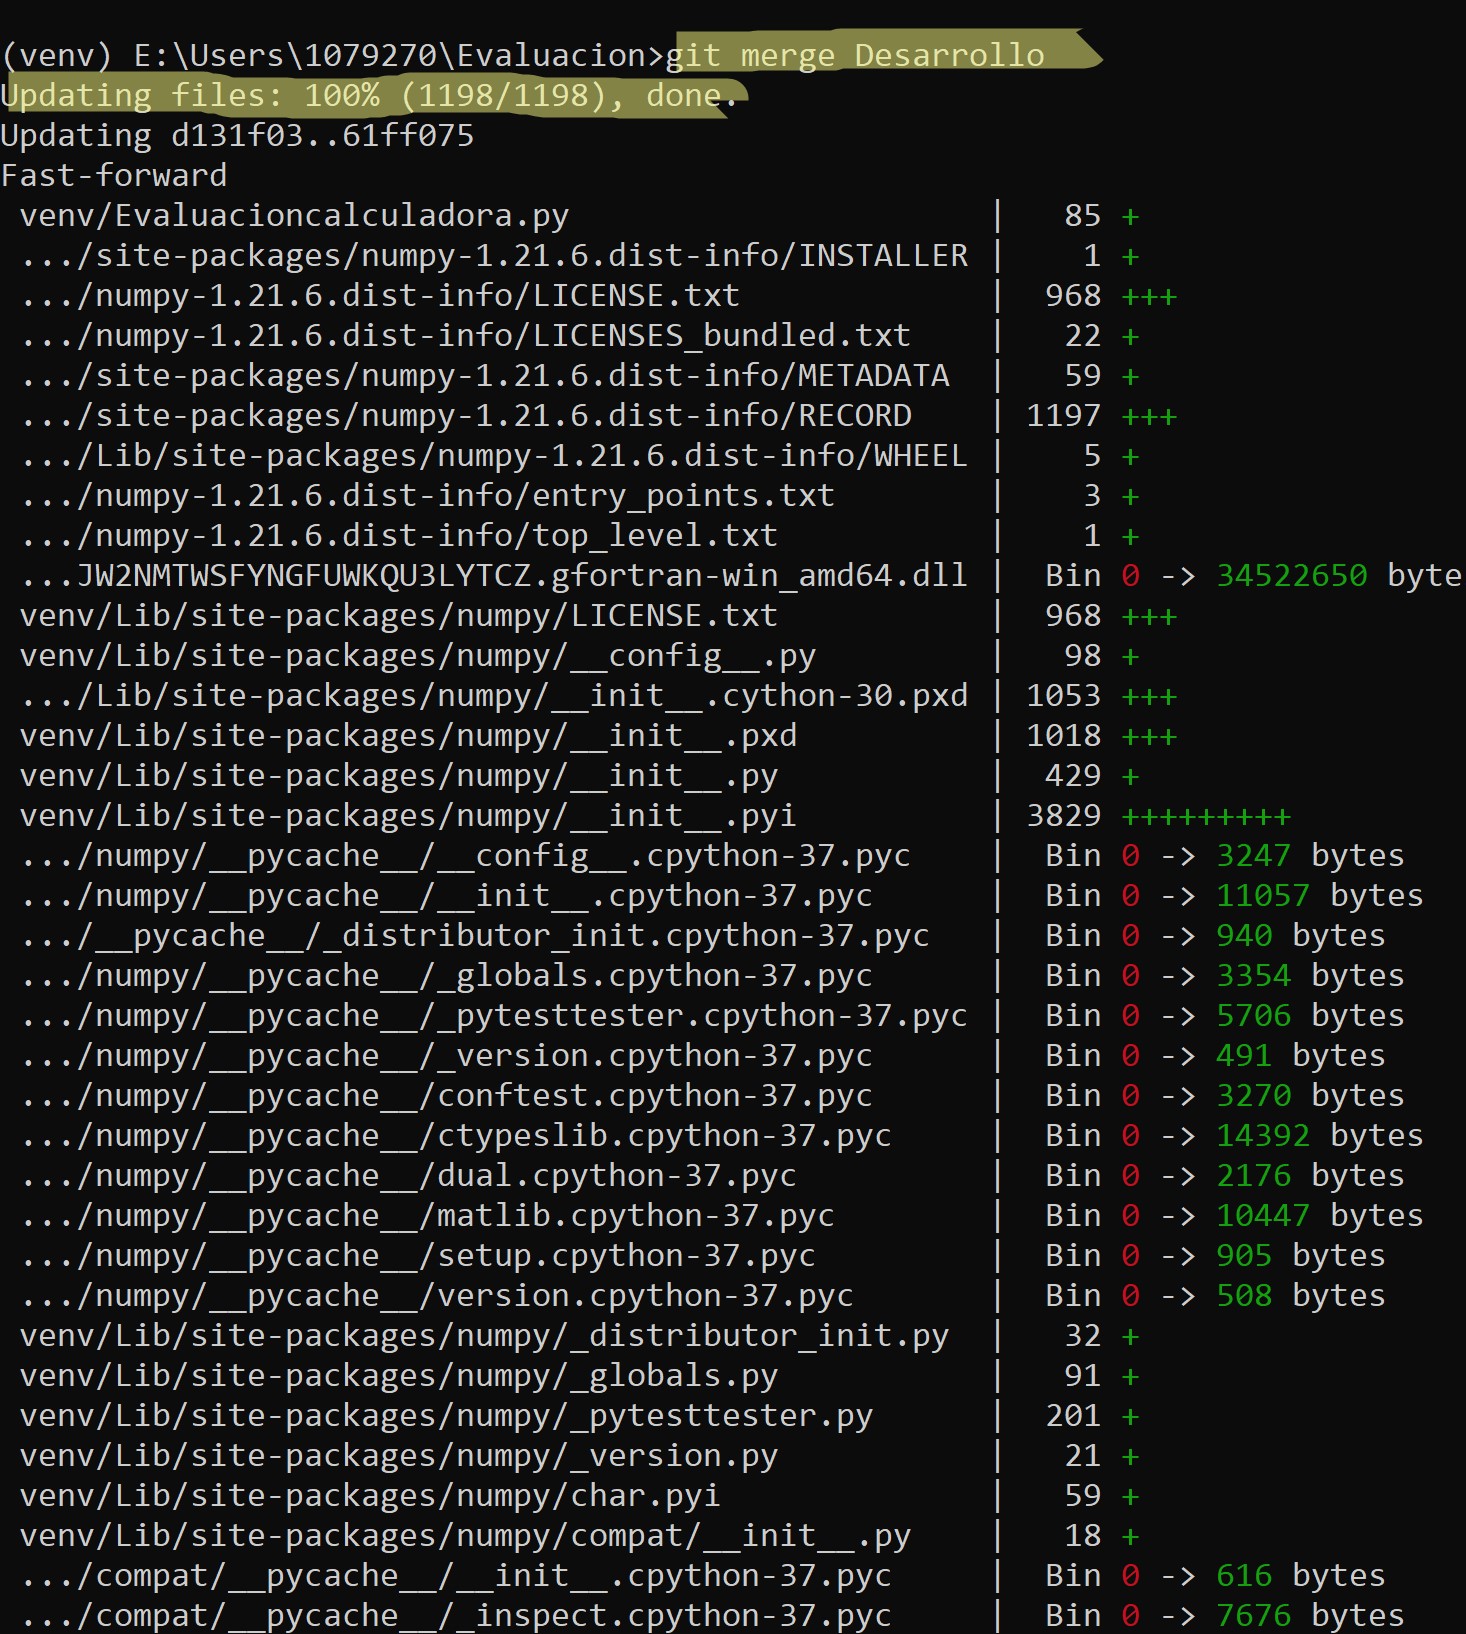 (venv) E:\Users\1079270\Evaluacion>git merge Desarrollo
Updating files: 100% (1198/1198), done.
Updating d131f03..61ff075
Fast-forward
 venv/Evaluacioncalculadora.py                      |   85 +
 .../site-packages/numpy-1.21.6.dist-info/INSTALLER |    1 +
 .../numpy-1.21.6.dist-info/LICENSE.txt             |  968 +++
 .../numpy-1.21.6.dist-info/LICENSES_bundled.txt    |   22 +
 .../site-packages/numpy-1.21.6.dist-info/METADATA  |   59 +
 .../site-packages/numpy-1.21.6.dist-info/RECORD    | 1197 +++
 .../Lib/site-packages/numpy-1.21.6.dist-info/WHEEL |    5 +
 .../numpy-1.21.6.dist-info/entry_points.txt        |    3 +
 .../numpy-1.21.6.dist-info/top_level.txt           |    1 +
 ...JW2NMTWSFYNGFUWKQU3LYTCZ.gfortran-win_amd64.dll |  Bin 0 -> 34522650 byte
 venv/Lib/site-packages/numpy/LICENSE.txt           |  968 +++
 venv/Lib/site-packages/numpy/__config__.py         |   98 +
 .../Lib/site-packages/numpy/__init__.cython-30.pxd | 1053 +++
 venv/Lib/site-packages/numpy/__init__.pxd          | 1018 +++
 venv/Lib/site-packages/numpy/__init__.py           |  429 +
 venv/Lib/site-packages/numpy/__init__.pyi          | 3829 +++++++++
 .../numpy/__pycache__/__config__.cpython-37.pyc    |  Bin 0 -> 3247 bytes
 .../numpy/__pycache__/__init__.cpython-37.pyc      |  Bin 0 -> 11057 bytes
 .../__pycache__/_distributor_init.cpython-37.pyc   |  Bin 0 -> 940 bytes
 .../numpy/__pycache__/_globals.cpython-37.pyc      |  Bin 0 -> 3354 bytes
 .../numpy/__pycache__/_pytesttester.cpython-37.pyc |  Bin 0 -> 5706 bytes
 .../numpy/__pycache__/_version.cpython-37.pyc      |  Bin 0 -> 491 bytes
 .../numpy/__pycache__/conftest.cpython-37.pyc      |  Bin 0 -> 3270 bytes
 .../numpy/__pycache__/ctypeslib.cpython-37.pyc     |  Bin 0 -> 14392 bytes
 .../numpy/__pycache__/dual.cpython-37.pyc          |  Bin 0 -> 2176 bytes
 .../numpy/__pycache__/matlib.cpython-37.pyc        |  Bin 0 -> 10447 bytes
 .../numpy/__pycache__/setup.cpython-37.pyc         |  Bin 0 -> 905 bytes
 .../numpy/__pycache__/version.cpython-37.pyc       |  Bin 0 -> 508 bytes
 venv/Lib/site-packages/numpy/_distributor_init.py  |   32 +
 venv/Lib/site-packages/numpy/_globals.py           |   91 +
 venv/Lib/site-packages/numpy/_pytesttester.py      |  201 +
 venv/Lib/site-packages/numpy/_version.py           |   21 +
 venv/Lib/site-packages/numpy/char.pyi              |   59 +
 venv/Lib/site-packages/numpy/compat/__init__.py    |   18 +
 .../compat/__pycache__/__init__.cpython-37.pyc     |  Bin 0 -> 616 bytes
 .../compat/__pycache__/_inspect.cpython-37.pyc     |  Bin 0 -> 7676 bytes